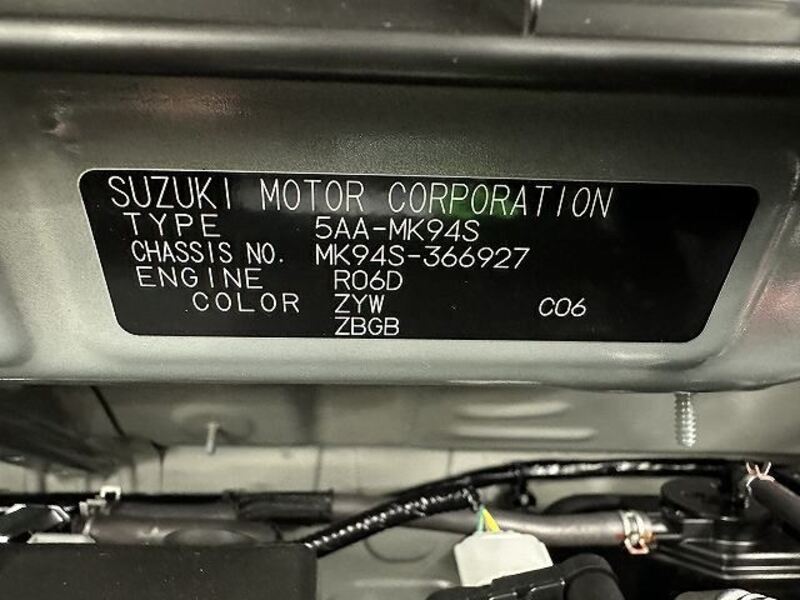 SUZUKI MOTOR CORPORATION
TYPE 5AA-MK94S
CHASSIS NO. MK94S-366927
ENGINE R06D
COLOR ZYW C06
ZBGB